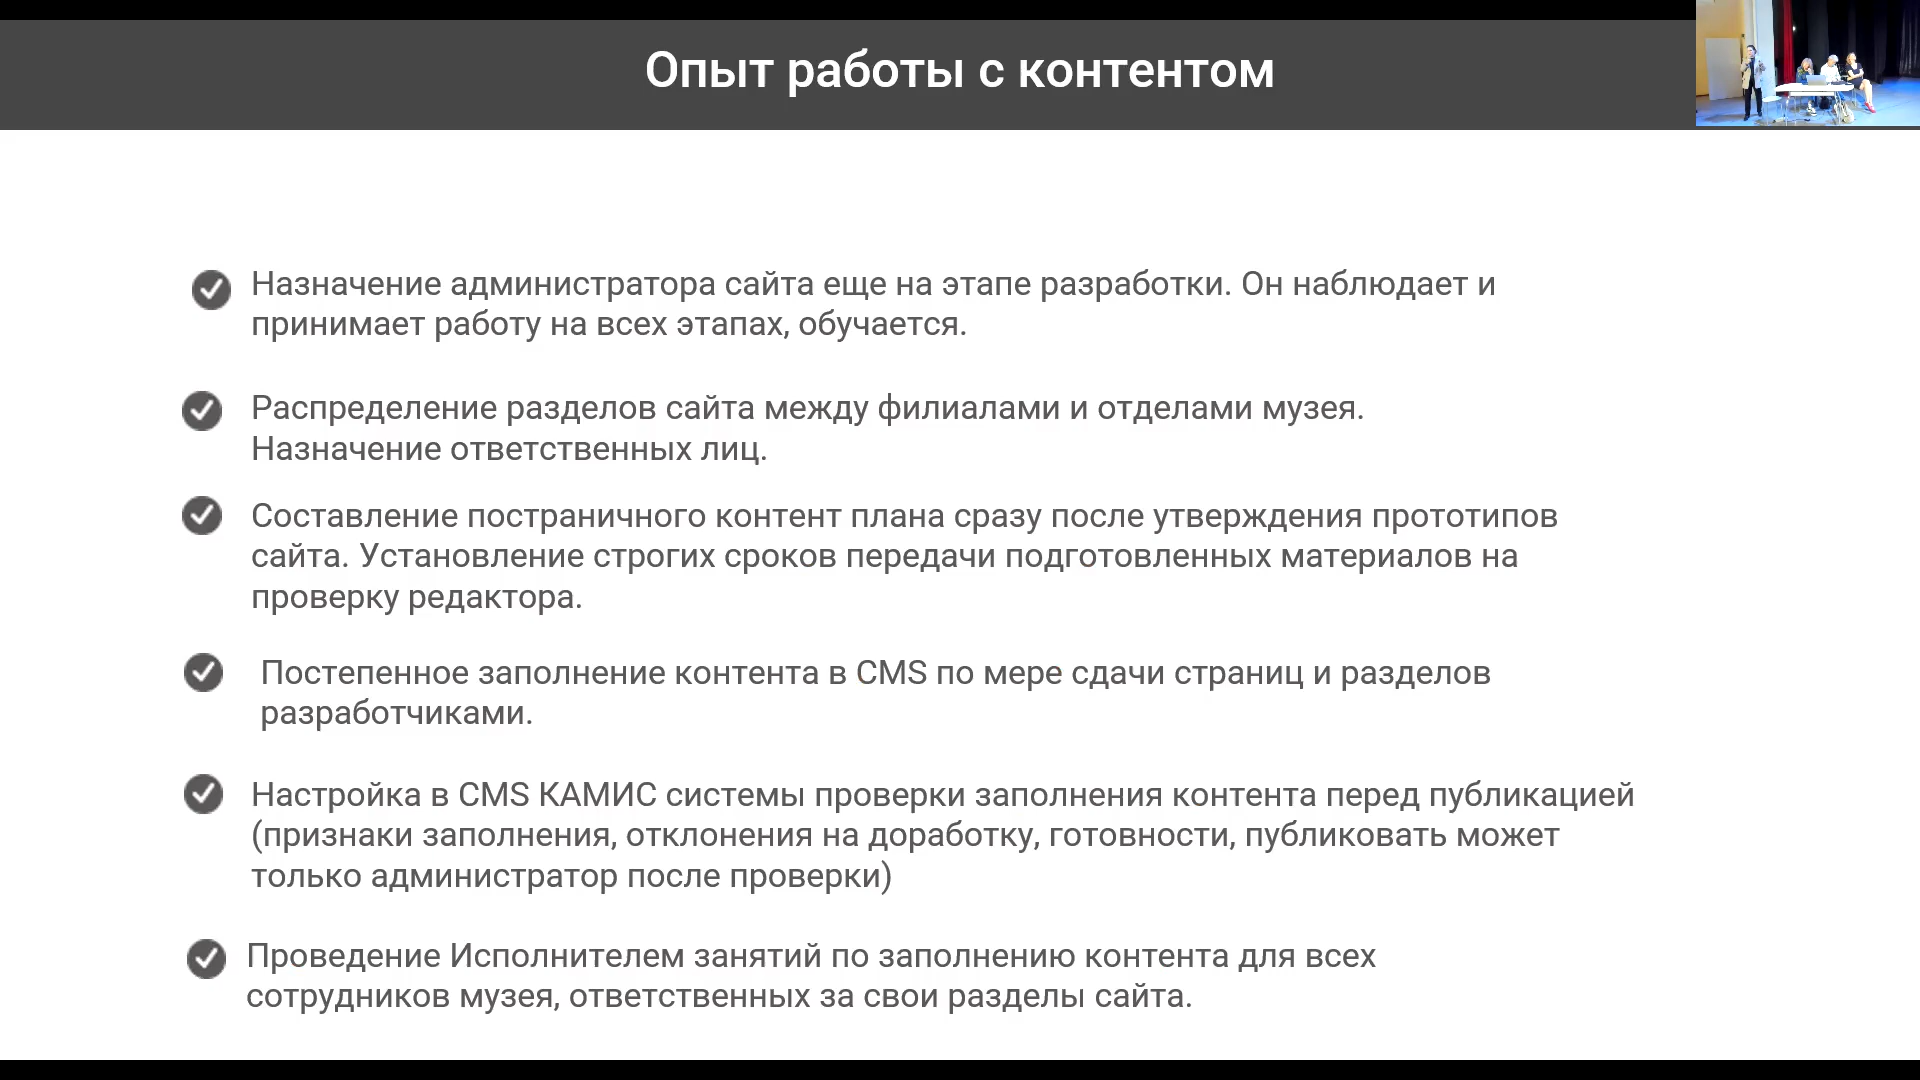 Опыт работы с контентом
Назначение администратора сайта еще на этапе разработки. Он наблюдает и
принимает работу на всех этапах, обучается.
Распределение разделов сайта между филиалами и отделами музея.
Назначение ответственных лиц.
Составление постраничного контент плана сразу после утверждения прототипов
сайта. Установление строгих сроков передачи подготовленных материалов на
проверку редактора.
Постепенное заполнение контента в CMS по мере сдачи страниц и разделов
разработчиками.
Настройка в CMS КАМИС системы проверки заполнения контента перед публикацией
(признаки заполнения, отклонения на доработку, готовности, публиковать может
только администратор после проверки)
Проведение Исполнителем занятий по заполнению контента для всех
сотрудников музея, ответственных за свои разделы сайта.